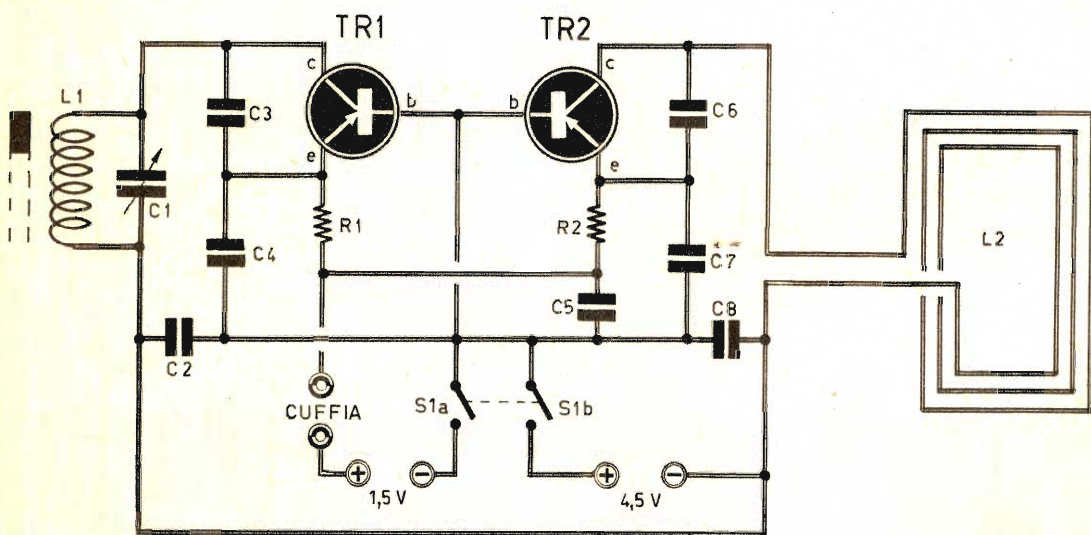 TR1
TR2
L1
C1
C3
C4
c
b
e
R1
b
c
e
R2
C6
C7
C5
C8
L2
C2
CUFFIA
S1a
S1b
+
1,5 V
−
+
4,5 V
−